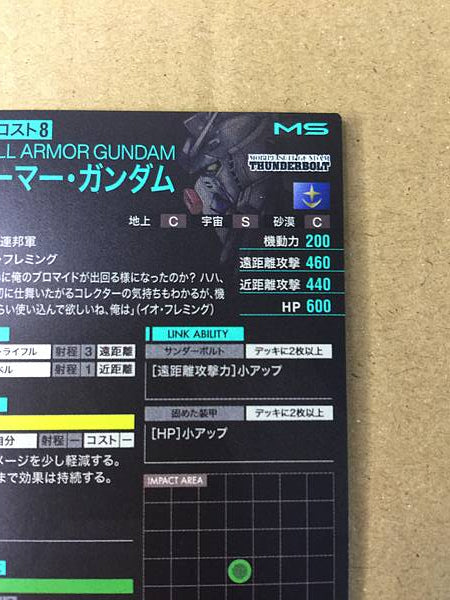 コスト8
MS
LL ARMOR GUNDAM
ーマー・ガンダム
MOBILE SUIT GUNDAM
THUNDERBOLT
地上 C 宇宙 S 砂漠 C
連邦軍
機動力 200
・フレミング
遠距離攻撃 460
に俺のブロマイドが出回る様になったのか? ハハ、
近距離攻撃 440
に仕舞いたがるコレクターの気持ちもわかるが、機
らい使い込んで欲しいね、俺は」(イオ・フレミング)
HP 600
LINK ABILITY
サンダーボルト デッキに2枚以上
[遠距離攻撃力]小アップ
・ライフル 射程 3 遠距離
ベル 射程 1 近距離
固めた装甲 デッキに2枚以上
[HP]小アップ
自分 射程 ー コスト ー
メージを少し軽減する。
まで効果は持続する。
IMPACT AREA